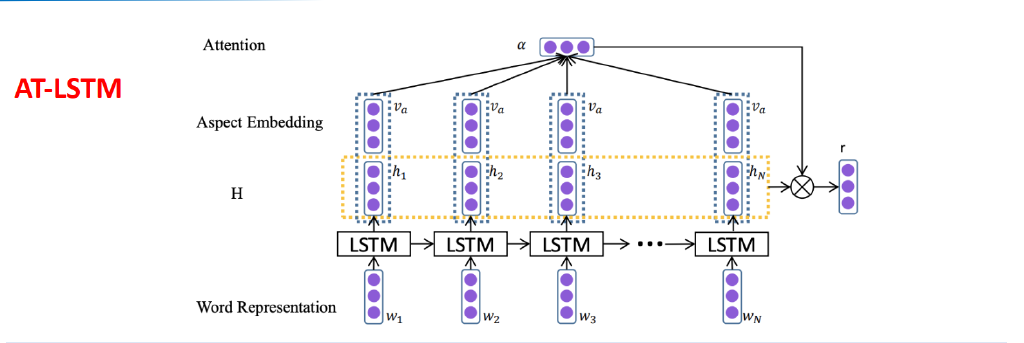 Attention
α
AT-LSTM
Aspect Embedding
v_a v_a v_a v_a
r
H
h_1 h_2 h_3 h_N
LSTM LSTM LSTM LSTM
Word Representation
w_1 w_2 w_3 w_N